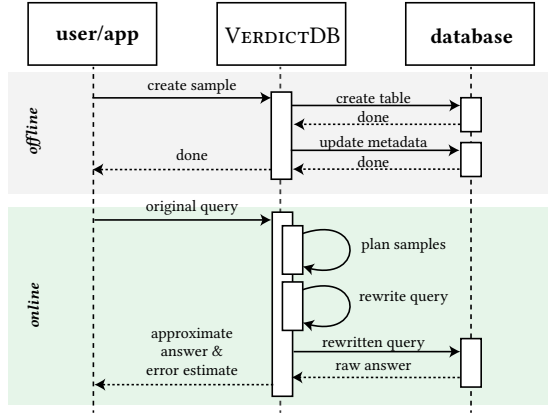 user/app
VERDICTDB
database
offline
create sample
create table
done
update metadata
done
done
online
original query
plan samples
rewrite query
approximate
answer &
error estimate
rewritten query
raw answer